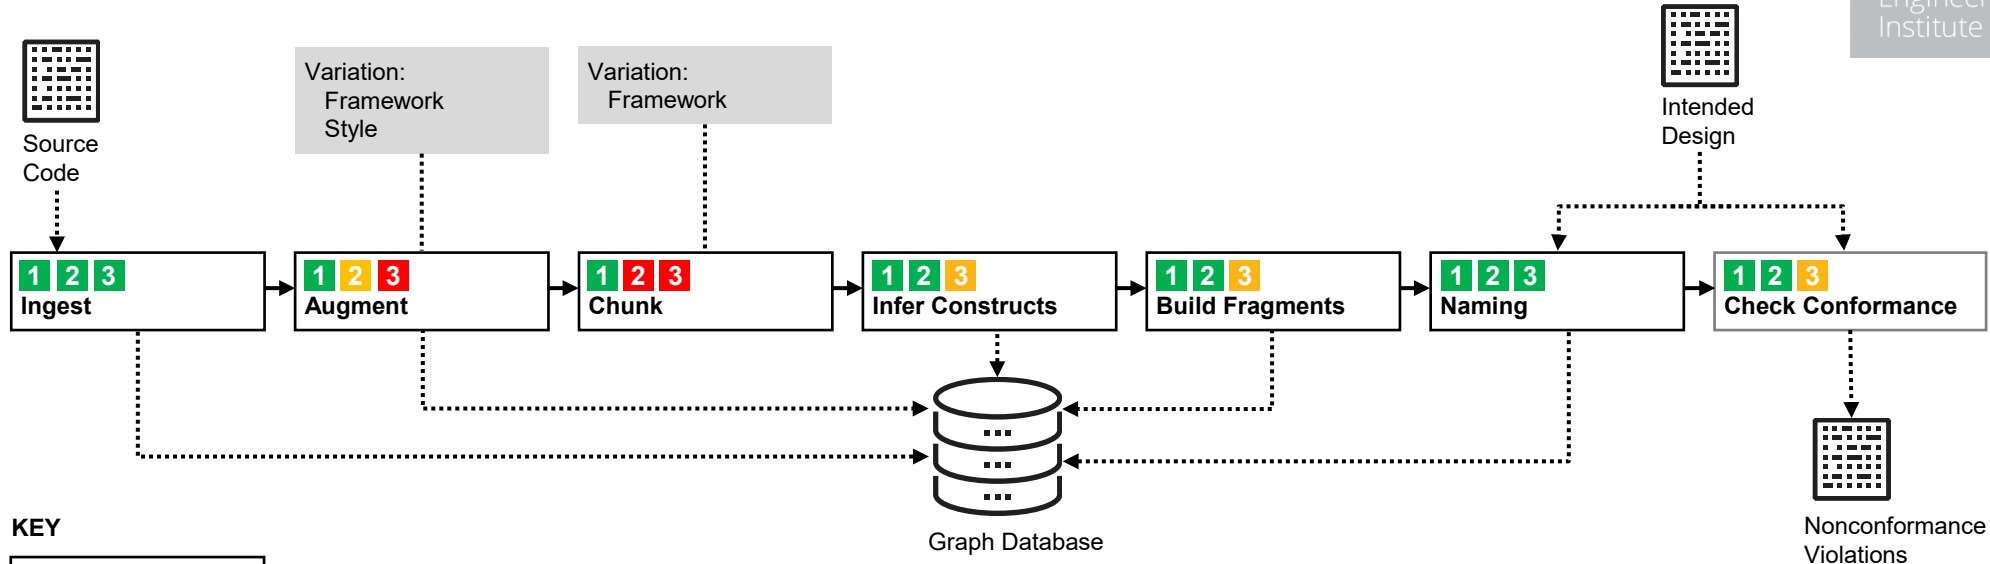 Institute
Source
Code
Variation:
Framework
Style
Variation:
Framework
Intended
Design
1 2 3
Ingest
1 2 3
Augment
1 2 3
Chunk
1 2 3
Infer Constructs
1 2 3
Build Fragments
1 2 3
Naming
1 2 3
Check Conformance
Graph Database
Nonconformance
Violations
KEY